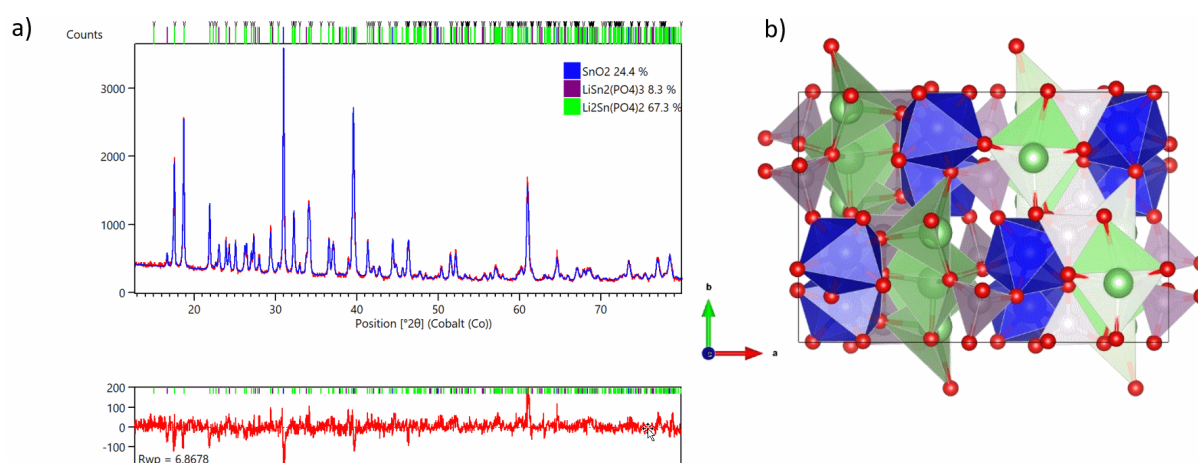 a)
b)
Counts
SnO2 24.4 %
LiSn2(PO4)3 8.3 %
Li2Sn(PO4)2 67.3 %
3000
2000
1000
0
20
30
40
50
60
70
Position [°2θ] (Cobalt (Co))
200
100
0
-100
Rwp = 6.8678
b
a